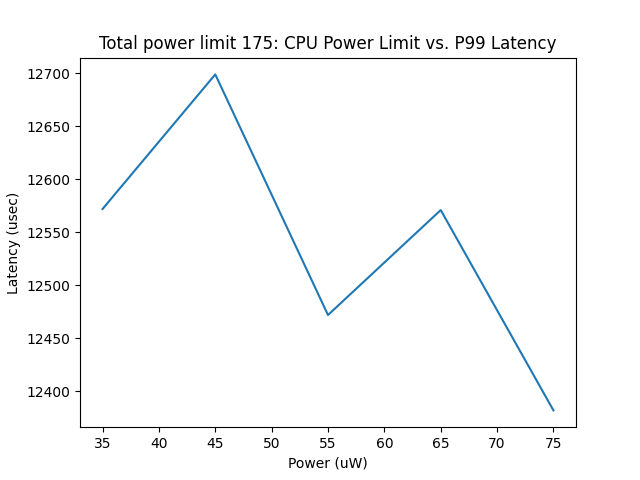 Total power limit 175: CPU Power Limit vs. P99 Latency
12700
12650
12600
12550
12500
12450
12400
Latency (usec)
35 40 45 50 55 60 65 70 75
Power (uW)